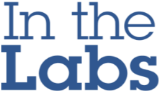 In the
Labs